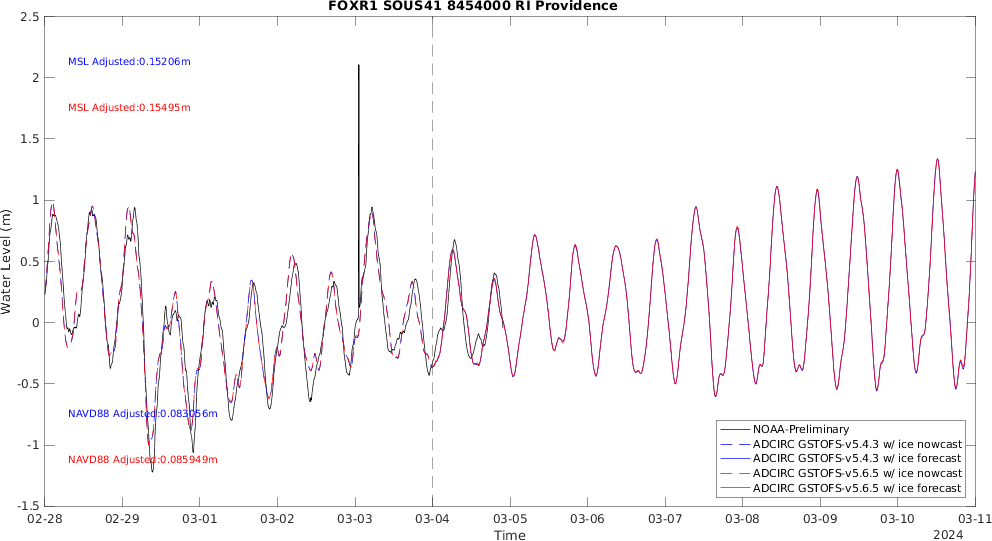 FOXR1 SOUS41 8454000 RI Providence
2.5
2
1.5
1
0.5
0
-0.5
-1
-1.5
Water Level (m)
MSL Adjusted:0.15206m
MSL Adjusted:0.15495m
NAVD88 Adjusted:0.083056m
NAVD88 Adjusted:0.085949m
NOAA-Preliminary
ADCIRC GSTOFS-v5.4.3 w/ ice nowcast
ADCIRC GSTOFS-v5.4.3 w/ ice forecast
ADCIRC GSTOFS-v5.6.5 w/ ice nowcast
ADCIRC GSTOFS-v5.6.5 w/ ice forecast
02-28 02-29 03-01 03-02 03-03 03-04 03-05 03-06 03-07 03-08 03-09 03-10 03-11
Time
2024